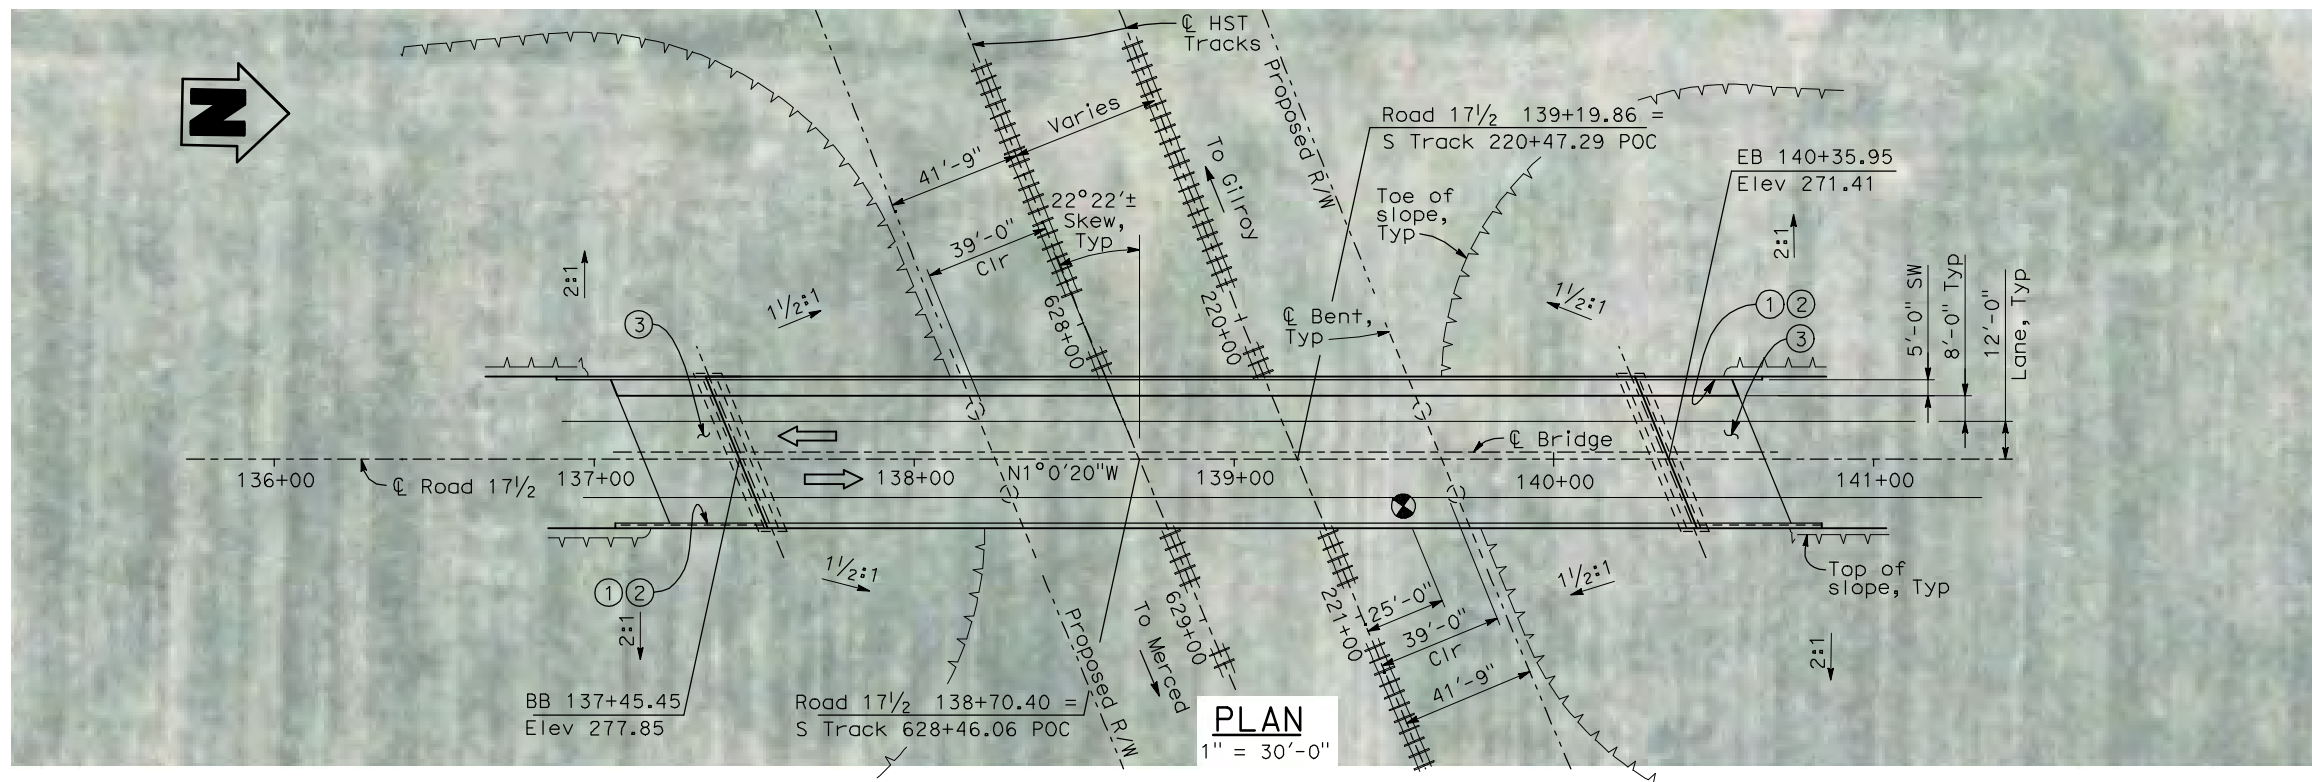 N
℄ HST
Tracks
Proposed R/W
Varies
41'-9"
39'-0"
Clr
22°22'±
Skew,
Typ
To Gilroy
Road 17½ 139+19.86 =
S Track 220+47.29 POC
Toe of
slope,
Typ
EB 140+35.95
Elev 271.41
2:1
2:1
1½:1
1½:1
3
628+00
220+00
℄ Bent,
Typ
1 2
3
5'-0" SW
8'-0" Typ
12'-0"
Lane, Typ
℄ Bridge
136+00
℄ Road 17½
137+00
138+00
N1°0'20"W
139+00
140+00
141+00
1½:1
1½:1
1 2
2:1
2:1
Top of
slope, Typ
629+00
221+00
25'-0"
39'-0"
Clr
41'-9"
To Merced
Proposed R/W
BB 137+45.45
Elev 277.85
Road 17½ 138+70.40 =
S Track 628+46.06 POC
PLAN
1" = 30'-0"